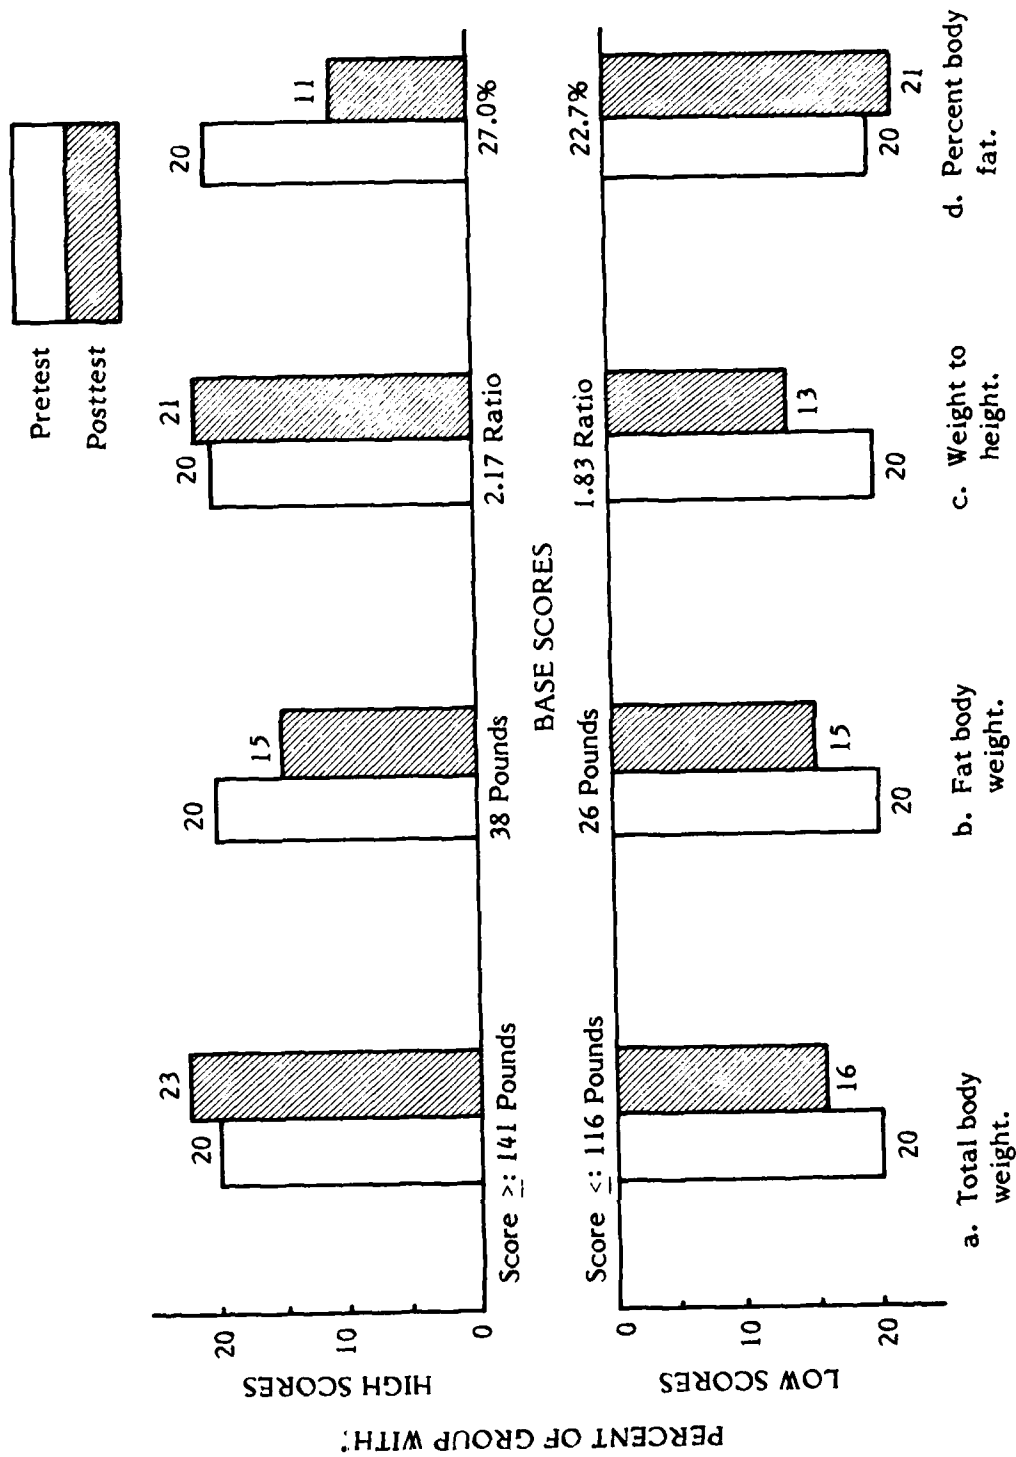 Pretest
Posttest
PERCENT OF GROUP WITH:
HIGH SCORES
20
10
0
20
23
20
15
20
21
20
11
Score ≥: 141 Pounds
38 Pounds
2.17 Ratio
27.0%
BASE SCORES
Score ≤: 116 Pounds
26 Pounds
1.83 Ratio
22.7%
LOW SCORES
0
10
20
20
16
20
15
20
13
20
21
a. Total body
weight.
b. Fat body
weight.
c. Weight to
height.
d. Percent body
fat.